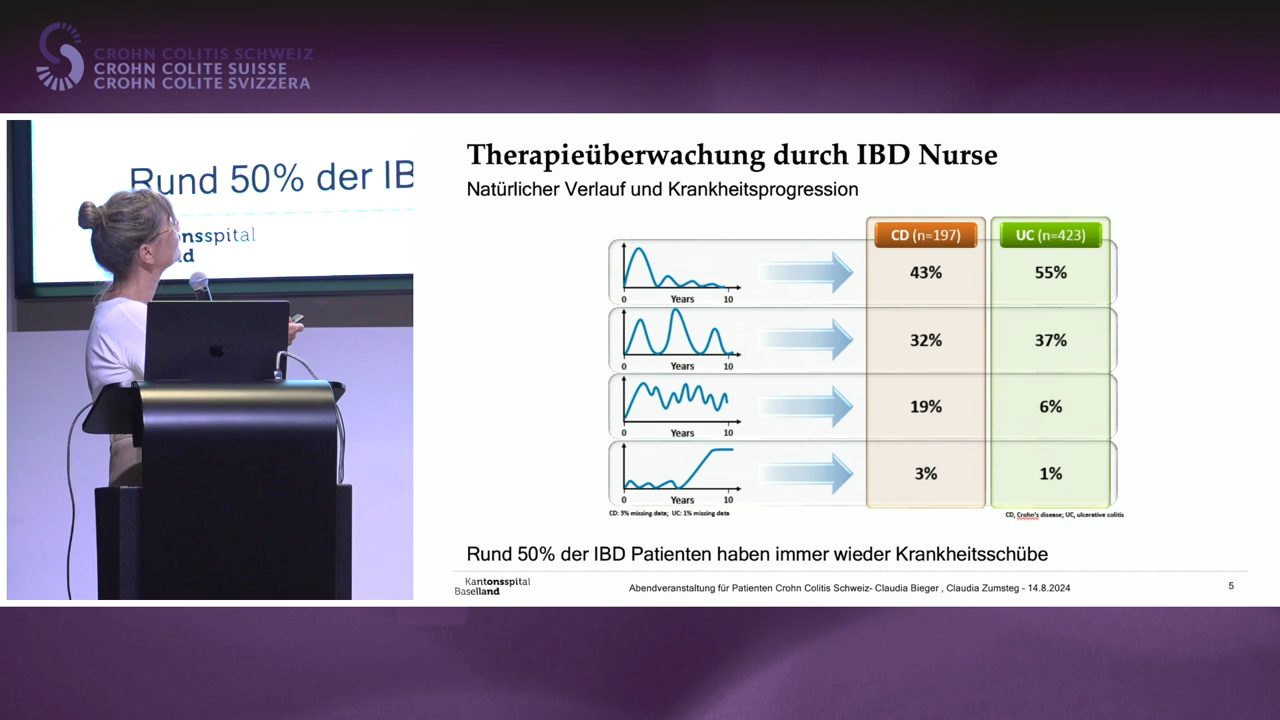 CROHN COLITIS SCHWEIZ
CROHN COLITE SUISSE
CROHN COLITE SVIZZERA
Rund 50% der IB
nsspital
nd
Therapieüberwachung durch IBD Nurse
Natürlicher Verlauf und Krankheitsprogression
CD (n=197)
UC (n=423)
0 Years 10
43%
55%
0 Years 10
32%
37%
0 Years 10
19%
6%
0 Years 10
3%
1%
CD: 3% missing data; UC: 1% missing data
CD, Crohn's disease; UC, ulcerative colitis
Rund 50% der IBD Patienten haben immer wieder Krankheitsschübe
Kantonsspital
Baselland
Abendveranstaltung für Patienten Crohn Colitis Schweiz- Claudia Bieger , Claudia Zumsteg - 14.8.2024
5